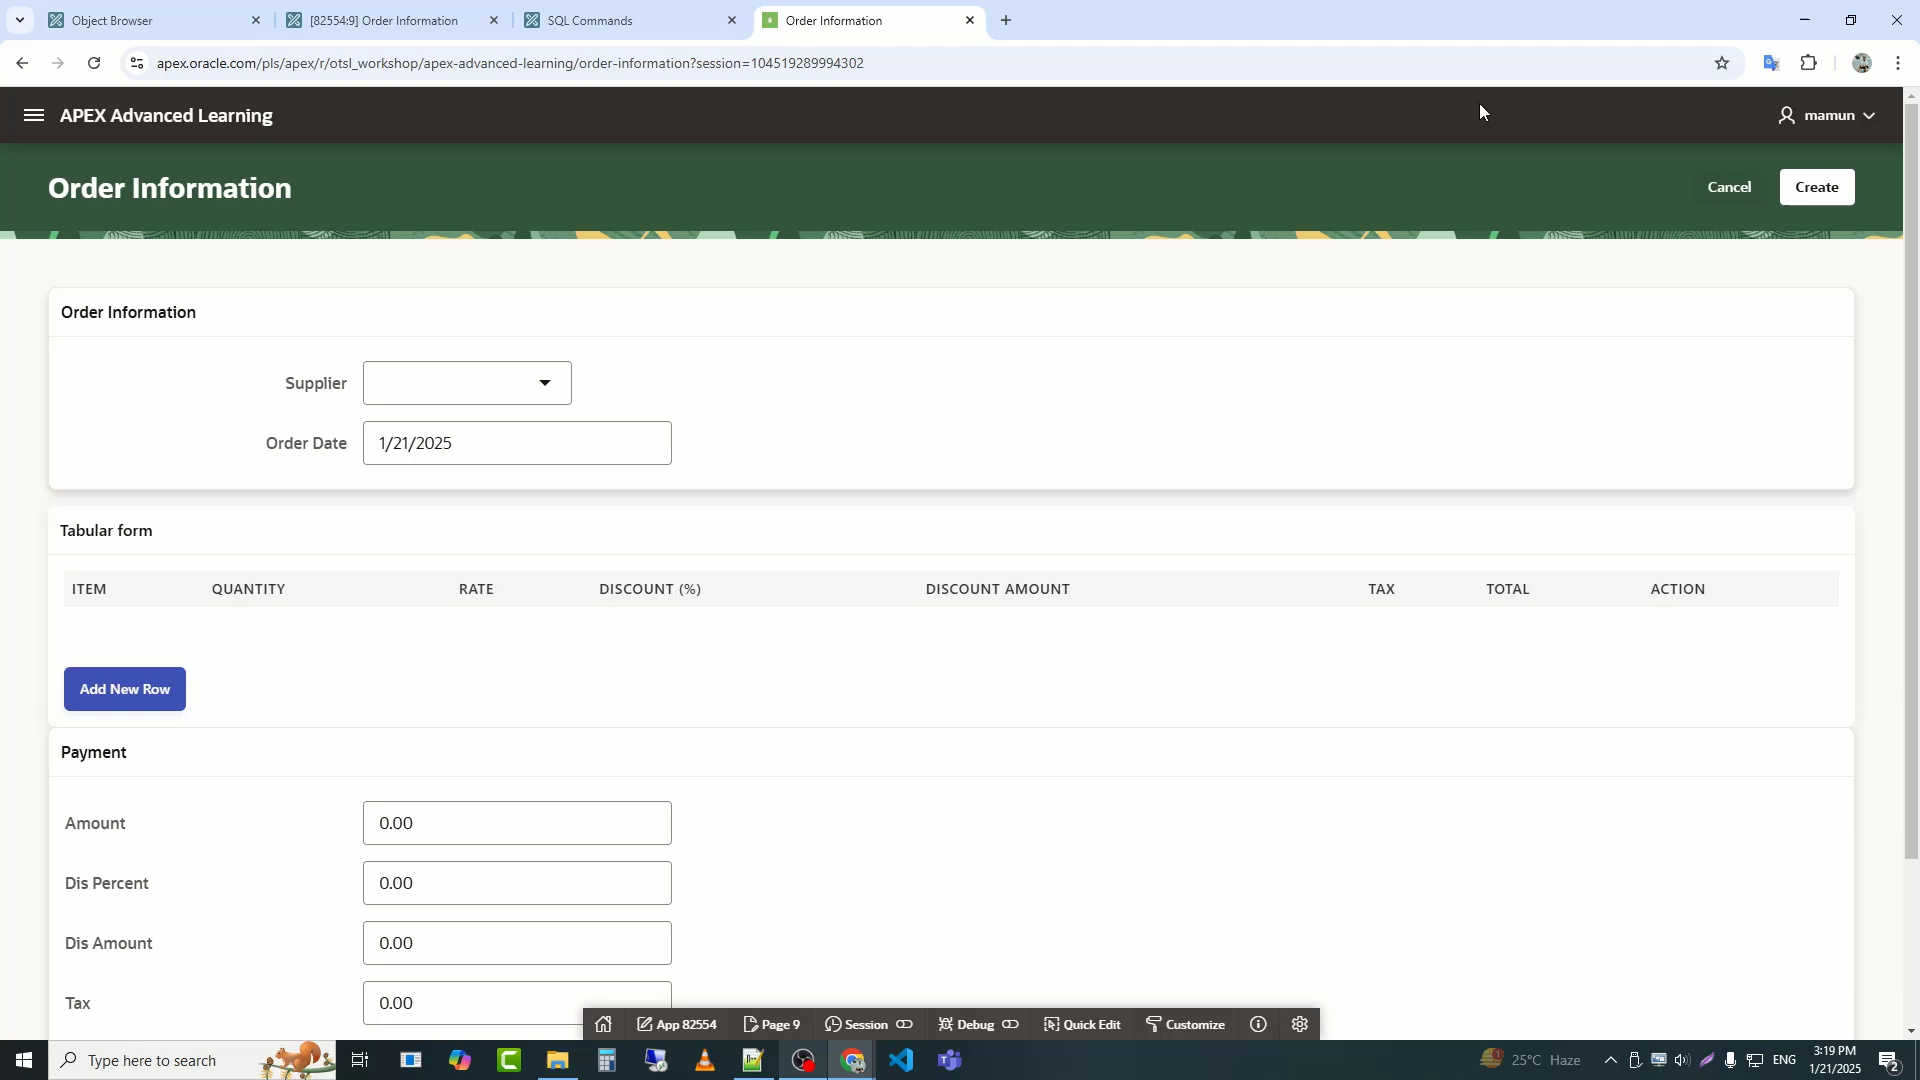 Object Browser
[82554:9] Order Information
SQL Commands
Order Information
apex.oracle.com/pls/apex/r/otsl_workshop/apex-advanced-learning/order-information?session=104519289994302
APEX Advanced Learning
mamun
Order Information
Cancel
Create
Order Information
Supplier
Order Date
1/21/2025
Tabular form
ITEM QUANTITY RATE DISCOUNT (%) DISCOUNT AMOUNT TAX TOTAL ACTION
Add New Row
Payment
Amount 0.00
Dis Percent 0.00
Dis Amount 0.00
Tax 0.00
App 82554 Page 9 Session Debug Quick Edit Customize
Type here to search
25°C Haze
ENG
3:19 PM
1/21/2025
2